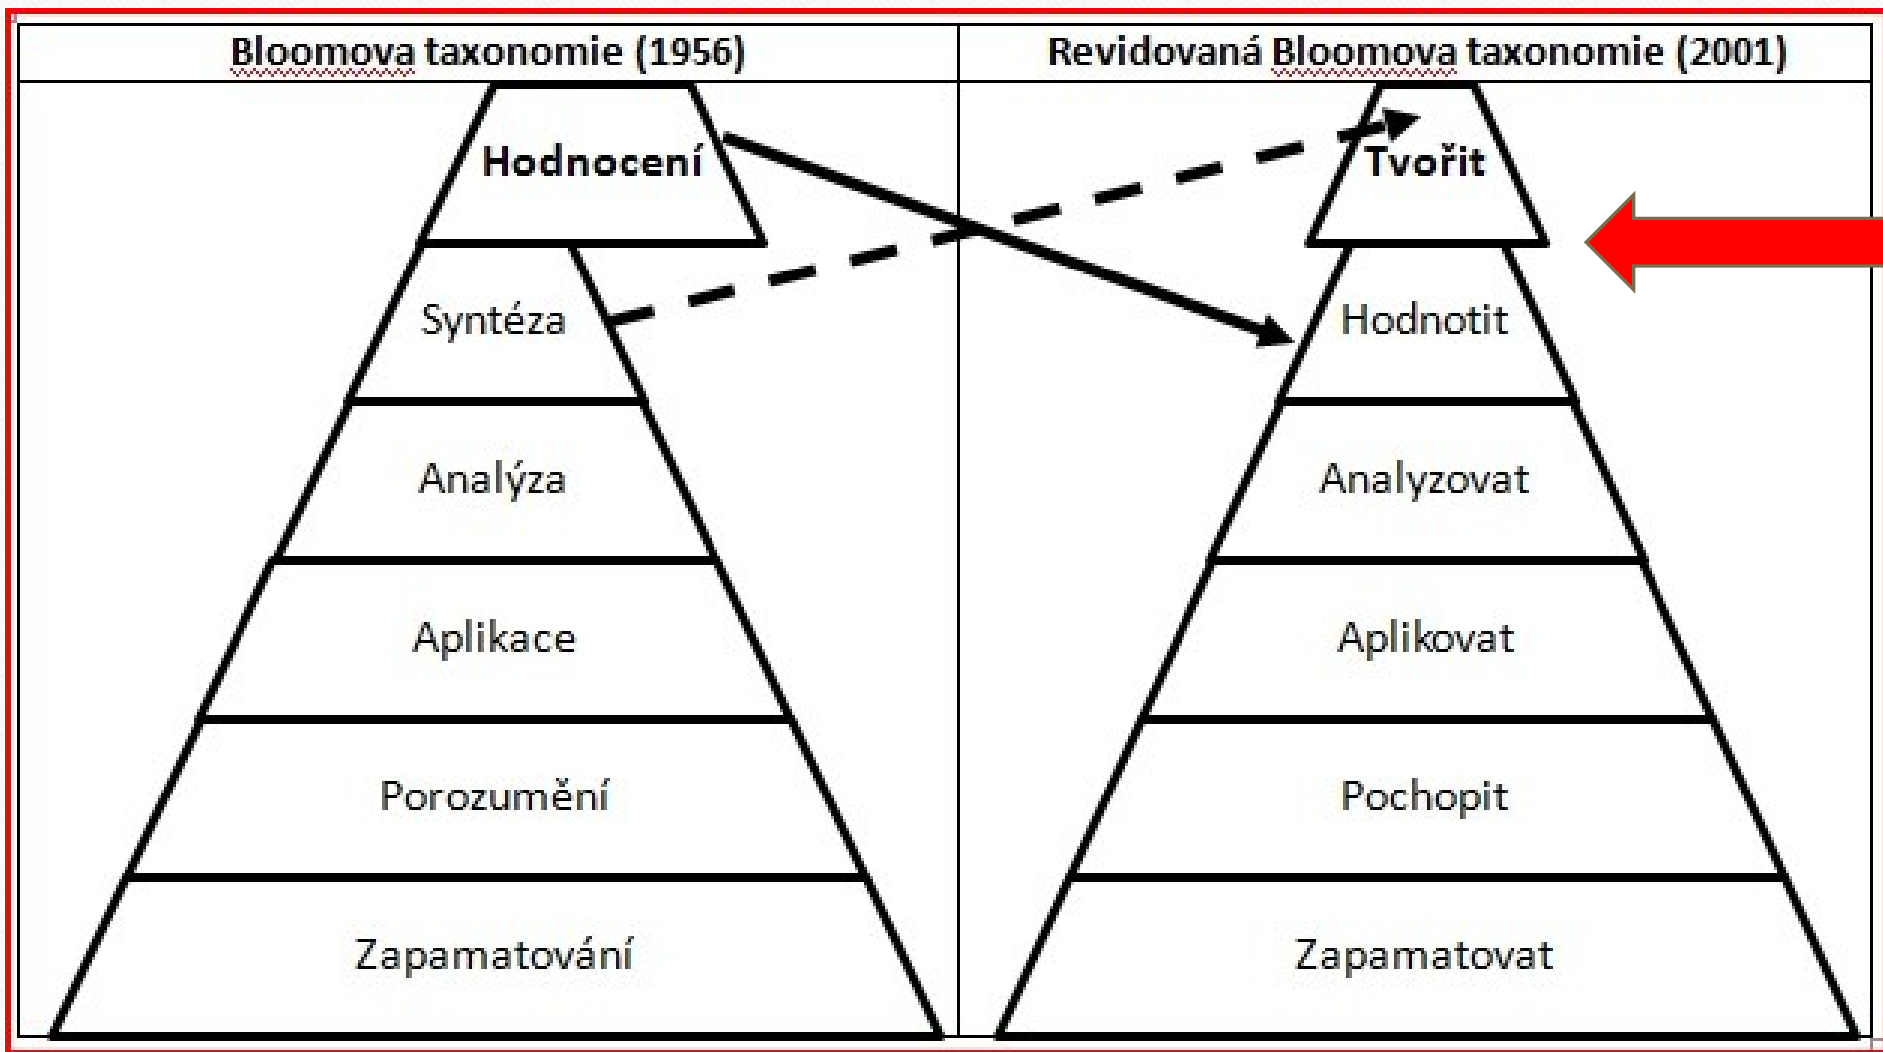 Bloomova taxonomie (1956)
Revidovaná Bloomova taxonomie (2001)
Hodnocení
Syntéza
Analýza
Aplikace
Porozumění
Zapamatování
Tvořit
Hodnotit
Analyzovat
Aplikovat
Pochopit
Zapamatovat